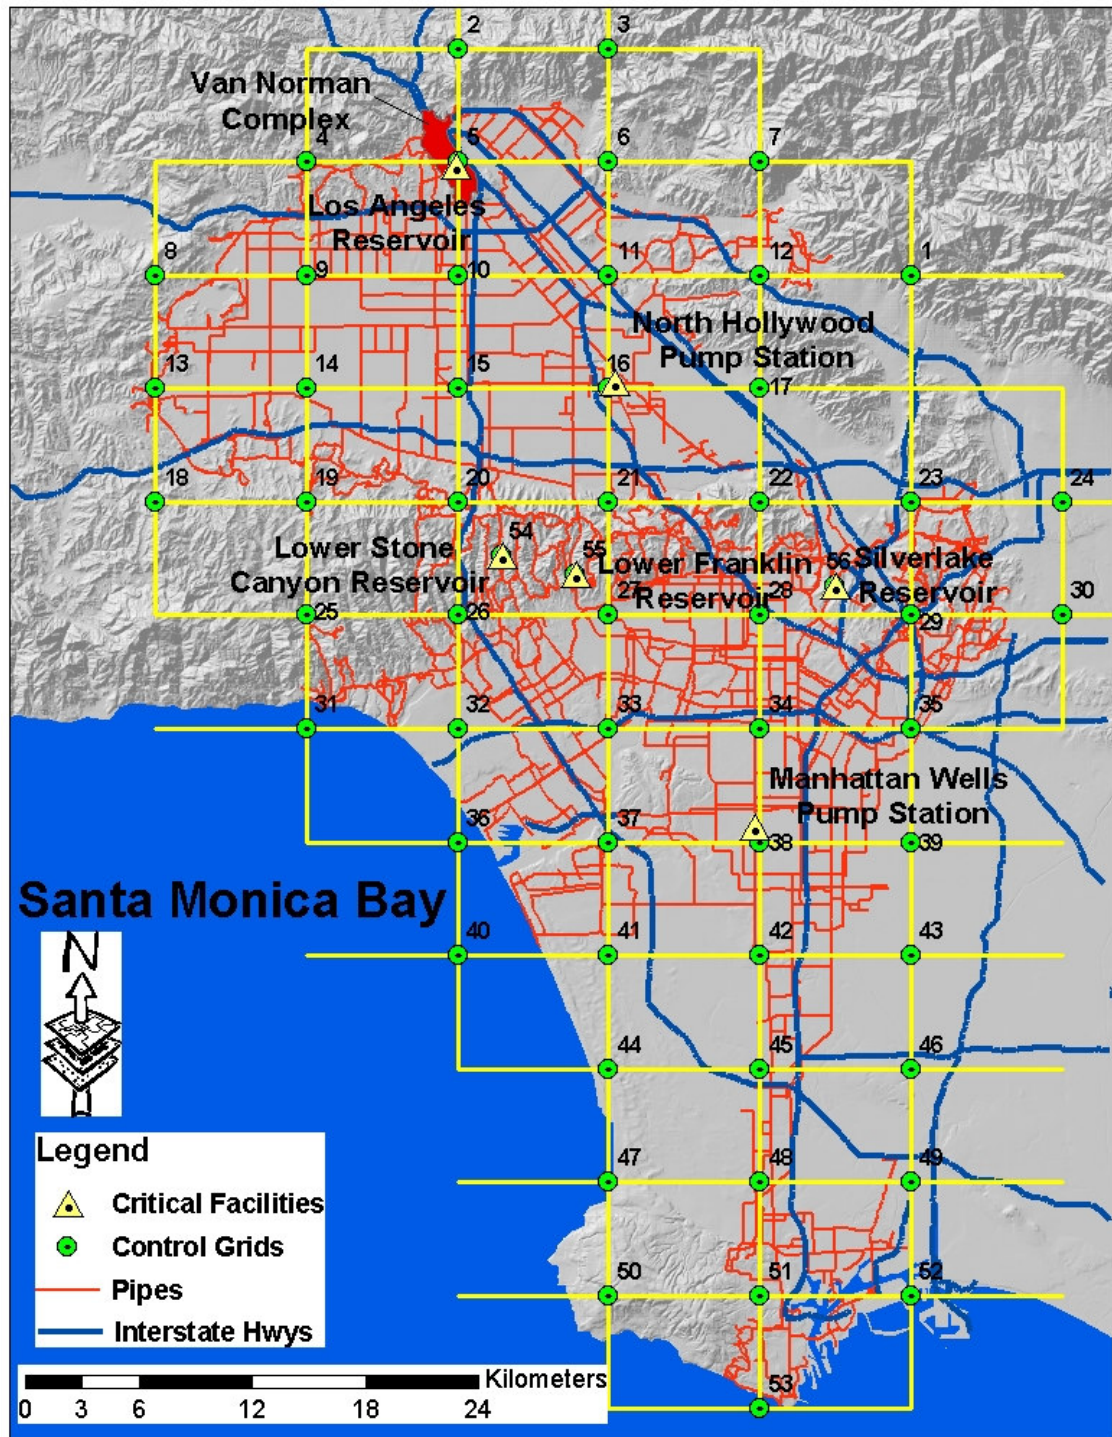 2
3
Van Norman
Complex
4
5
6
7
Los Angeles
Reservoir
8
9
10
11
12
1
North Hollywood
Pump Station
13
14
15
16
17
18
19
20
21
22
23
24
54
55
56
Lower Stone
Canyon Reservoir
Lower Franklin
Reservoir
Silverlake
Reservoir
25
26
27
28
29
30
31
32
33
34
35
Manhattan Wells
Pump Station
36
37
38
39
Santa Monica Bay
40
41
42
43
N
44
45
46
Legend
Critical Facilities
Control Grids
Pipes
Interstate Hwys
47
48
49
50
51
52
53
Kilometers
0 3 6 12 18 24